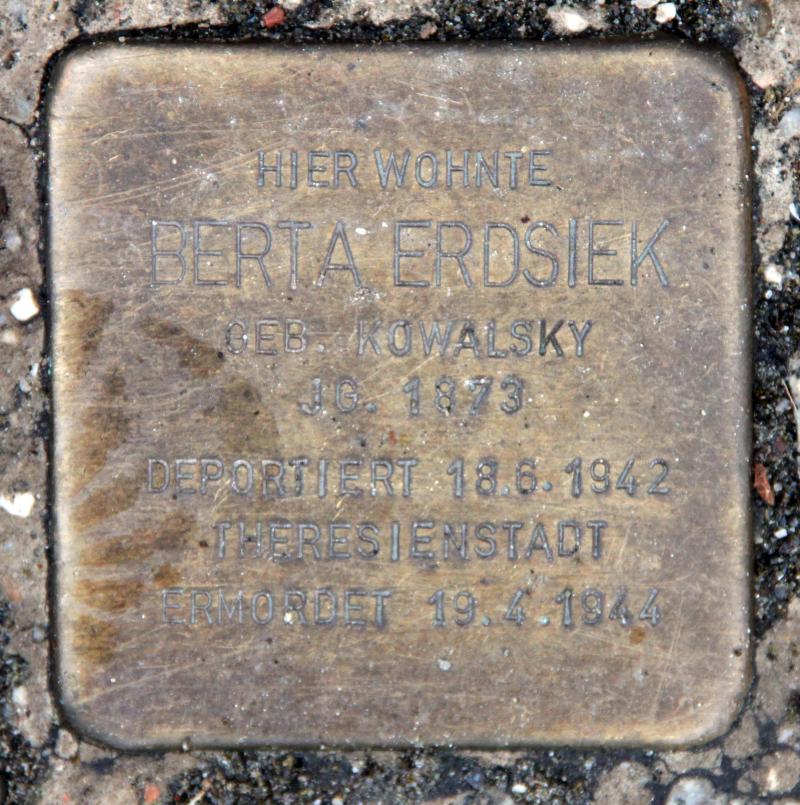 HIER WOHNTE
BERTA ERDSIEK
GEB. KOWALSKY
JG. 1873
DEPORTIERT 18.6.1942
THERESIENSTADT
ERMORDET 19.4.1944